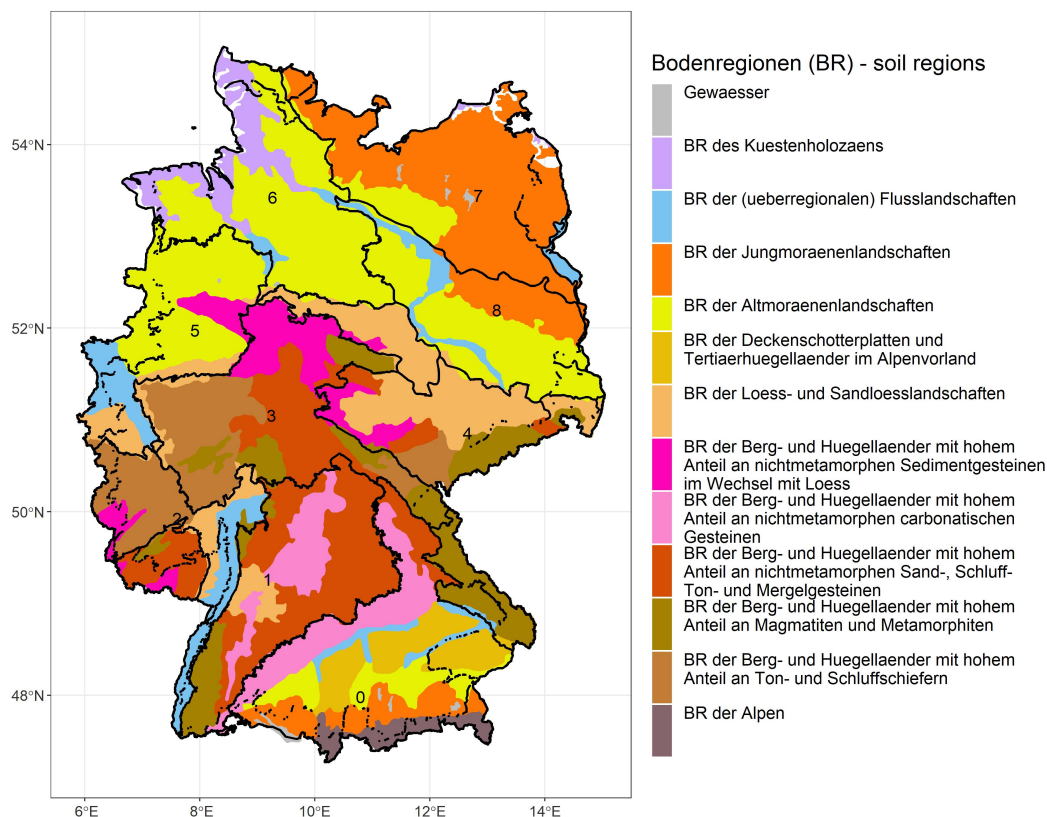 Bodenregionen (BR) - soil regions
Gewaesser
BR des Kuestenholozaens
BR der (ueberregionalen) Flusslandschaften
BR der Jungmoraenenlandschaften
BR der Altmoraenenlandschaften
BR der Deckenschotterplatten und
Tertiaerhuegellaender im Alpenvorland
BR der Loess- und Sandloesslandschaften
BR der Berg- und Huegellaender mit hohem
Anteil an nichtmetamorphen Sedimentgesteinen
im Wechsel mit Loess
BR der Berg- und Huegellaender mit hohem
Anteil an nichtmetamorphen carbonatischen
Gesteinen
BR der Berg- und Huegellaender mit hohem
Anteil an nichtmetamorphen Sand-, Schluff-
Ton- und Mergelgesteinen
BR der Berg- und Huegellaender mit hohem
Anteil an Magmatiten und Metamorphiten
BR der Berg- und Huegellaender mit hohem
Anteil an Ton- und Schluffschiefern
BR der Alpen
54°N
52°N
50°N
48°N
6
7
8
5
3
4
2
1
0
6°E
8°E
10°E
12°E
14°E